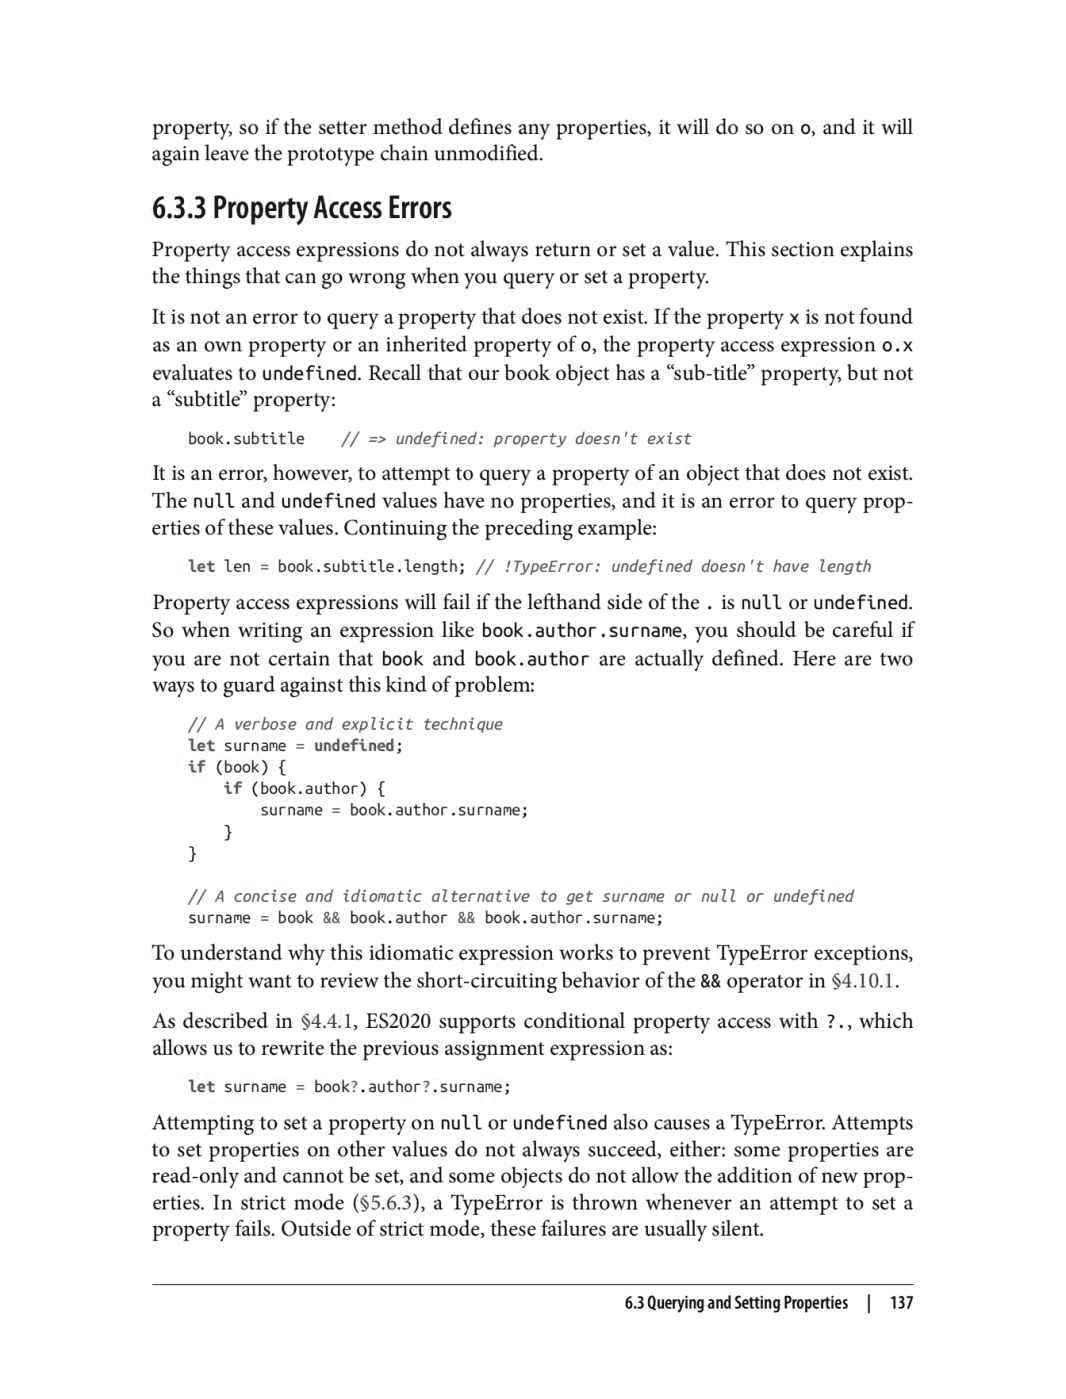 property, so if the setter method defines any properties, it will do so on o, and it will
again leave the prototype chain unmodified.
6.3.3 Property Access Errors
Property access expressions do not always return or set a value. This section explains
the things that can go wrong when you query or set a property.
It is not an error to query a property that does not exist. If the property x is not found
as an own property or an inherited property of o, the property access expression o.x
evaluates to undefined. Recall that our book object has a “sub-title” property, but not
a “subtitle” property:
book.subtitle    // => undefined: property doesn't exist
It is an error, however, to attempt to query a property of an object that does not exist.
The null and undefined values have no properties, and it is an error to query prop-
erties of these values. Continuing the preceding example:
let len = book.subtitle.length; // !TypeError: undefined doesn't have length
Property access expressions will fail if the lefthand side of the . is null or undefined.
So when writing an expression like book.author.surname, you should be careful if
you are not certain that book and book.author are actually defined. Here are two
ways to guard against this kind of problem:
// A verbose and explicit technique
let surname = undefined;
if (book) {
    if (book.author) {
        surname = book.author.surname;
    }
}
// A concise and idiomatic alternative to get surname or null or undefined
surname = book && book.author && book.author.surname;
To understand why this idiomatic expression works to prevent TypeError exceptions,
you might want to review the short-circuiting behavior of the && operator in §4.10.1.
As described in §4.4.1, ES2020 supports conditional property access with ?., which
allows us to rewrite the previous assignment expression as:
let surname = book?.author?.surname;
Attempting to set a property on null or undefined also causes a TypeError. Attempts
to set properties on other values do not always succeed, either: some properties are
read-only and cannot be set, and some objects do not allow the addition of new prop-
erties. In strict mode (§5.6.3), a TypeError is thrown whenever an attempt to set a
property fails. Outside of strict mode, these failures are usually silent.
6.3 Querying and Setting Properties | 137